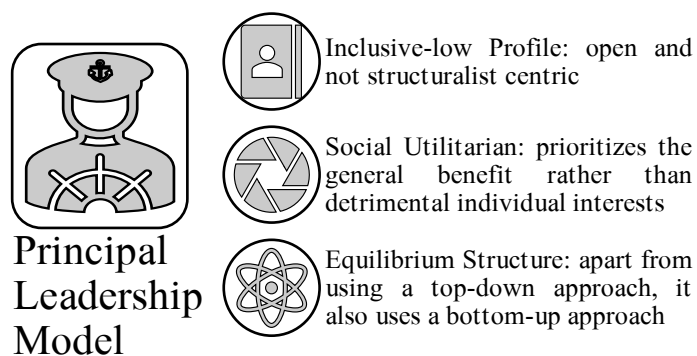 Principal
Leadership
Model
Inclusive-low Profile: open and
not structuralist centric
Social Utilitarian: prioritizes the
general benefit rather than
detrimental individual interests
Equilibrium Structure: apart from
using a top-down approach, it
also uses a bottom-up approach